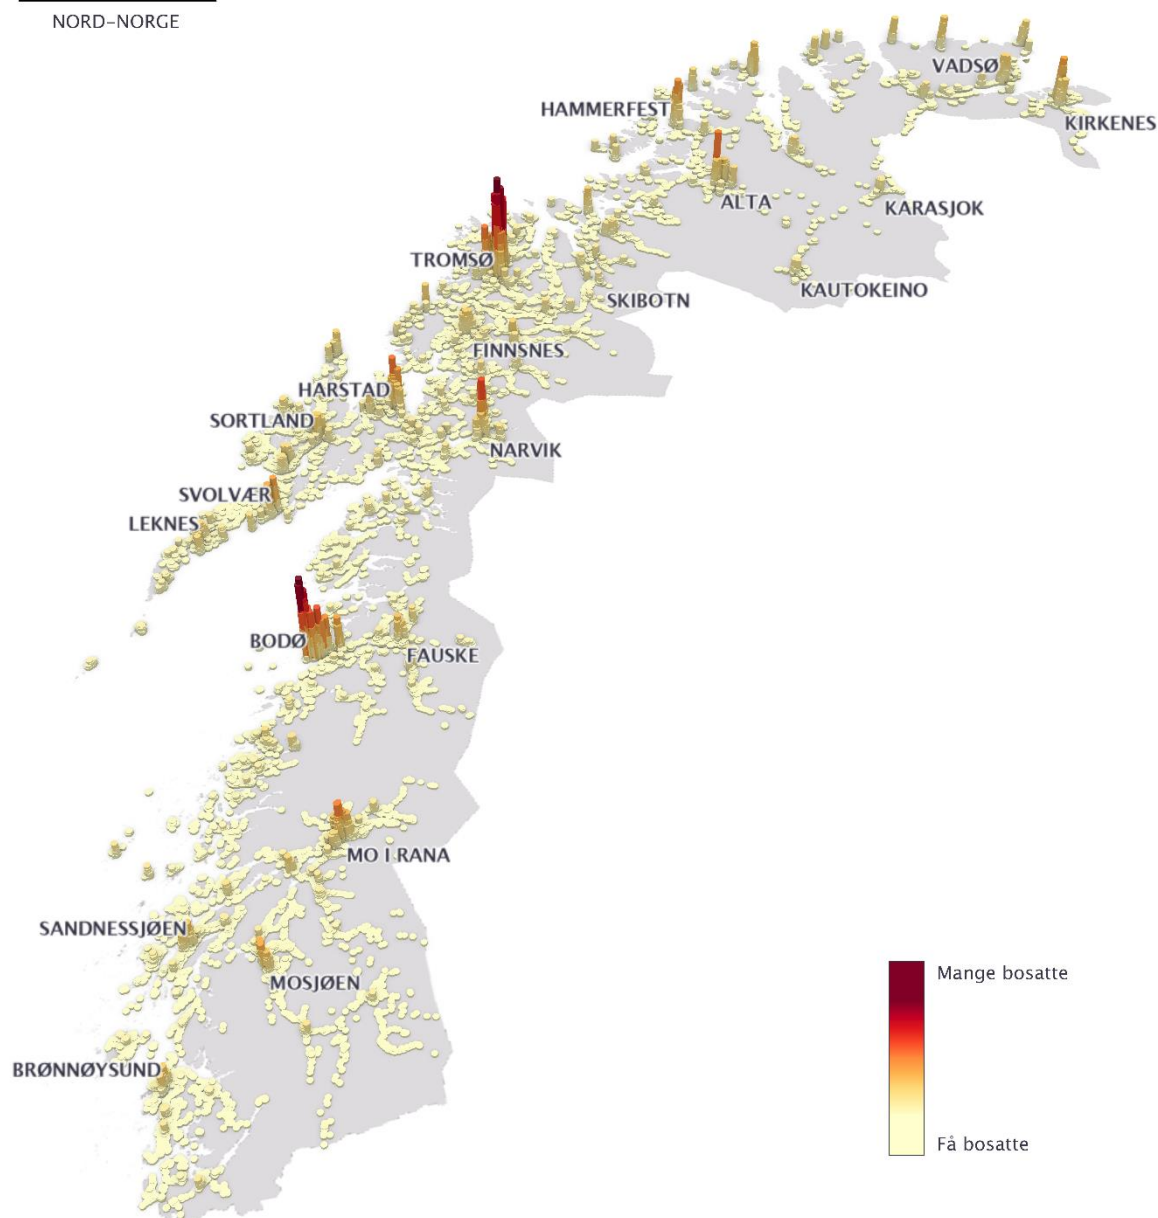 NORD-NORGE
VADSØ
HAMMERFEST
KIRKENES
ALTA
KARASJOK
TROMSØ
KAUTOKEINO
SKIBOTN
FINNSNES
HARSTAD
SORTLAND
NARVIK
SVOLVÆR
LEKNES
BODØ
FAUSKE
MO I RANA
SANDNESSJØEN
Mange bosatte
MOSJØEN
BRØNNØYSUND
Få bosatte